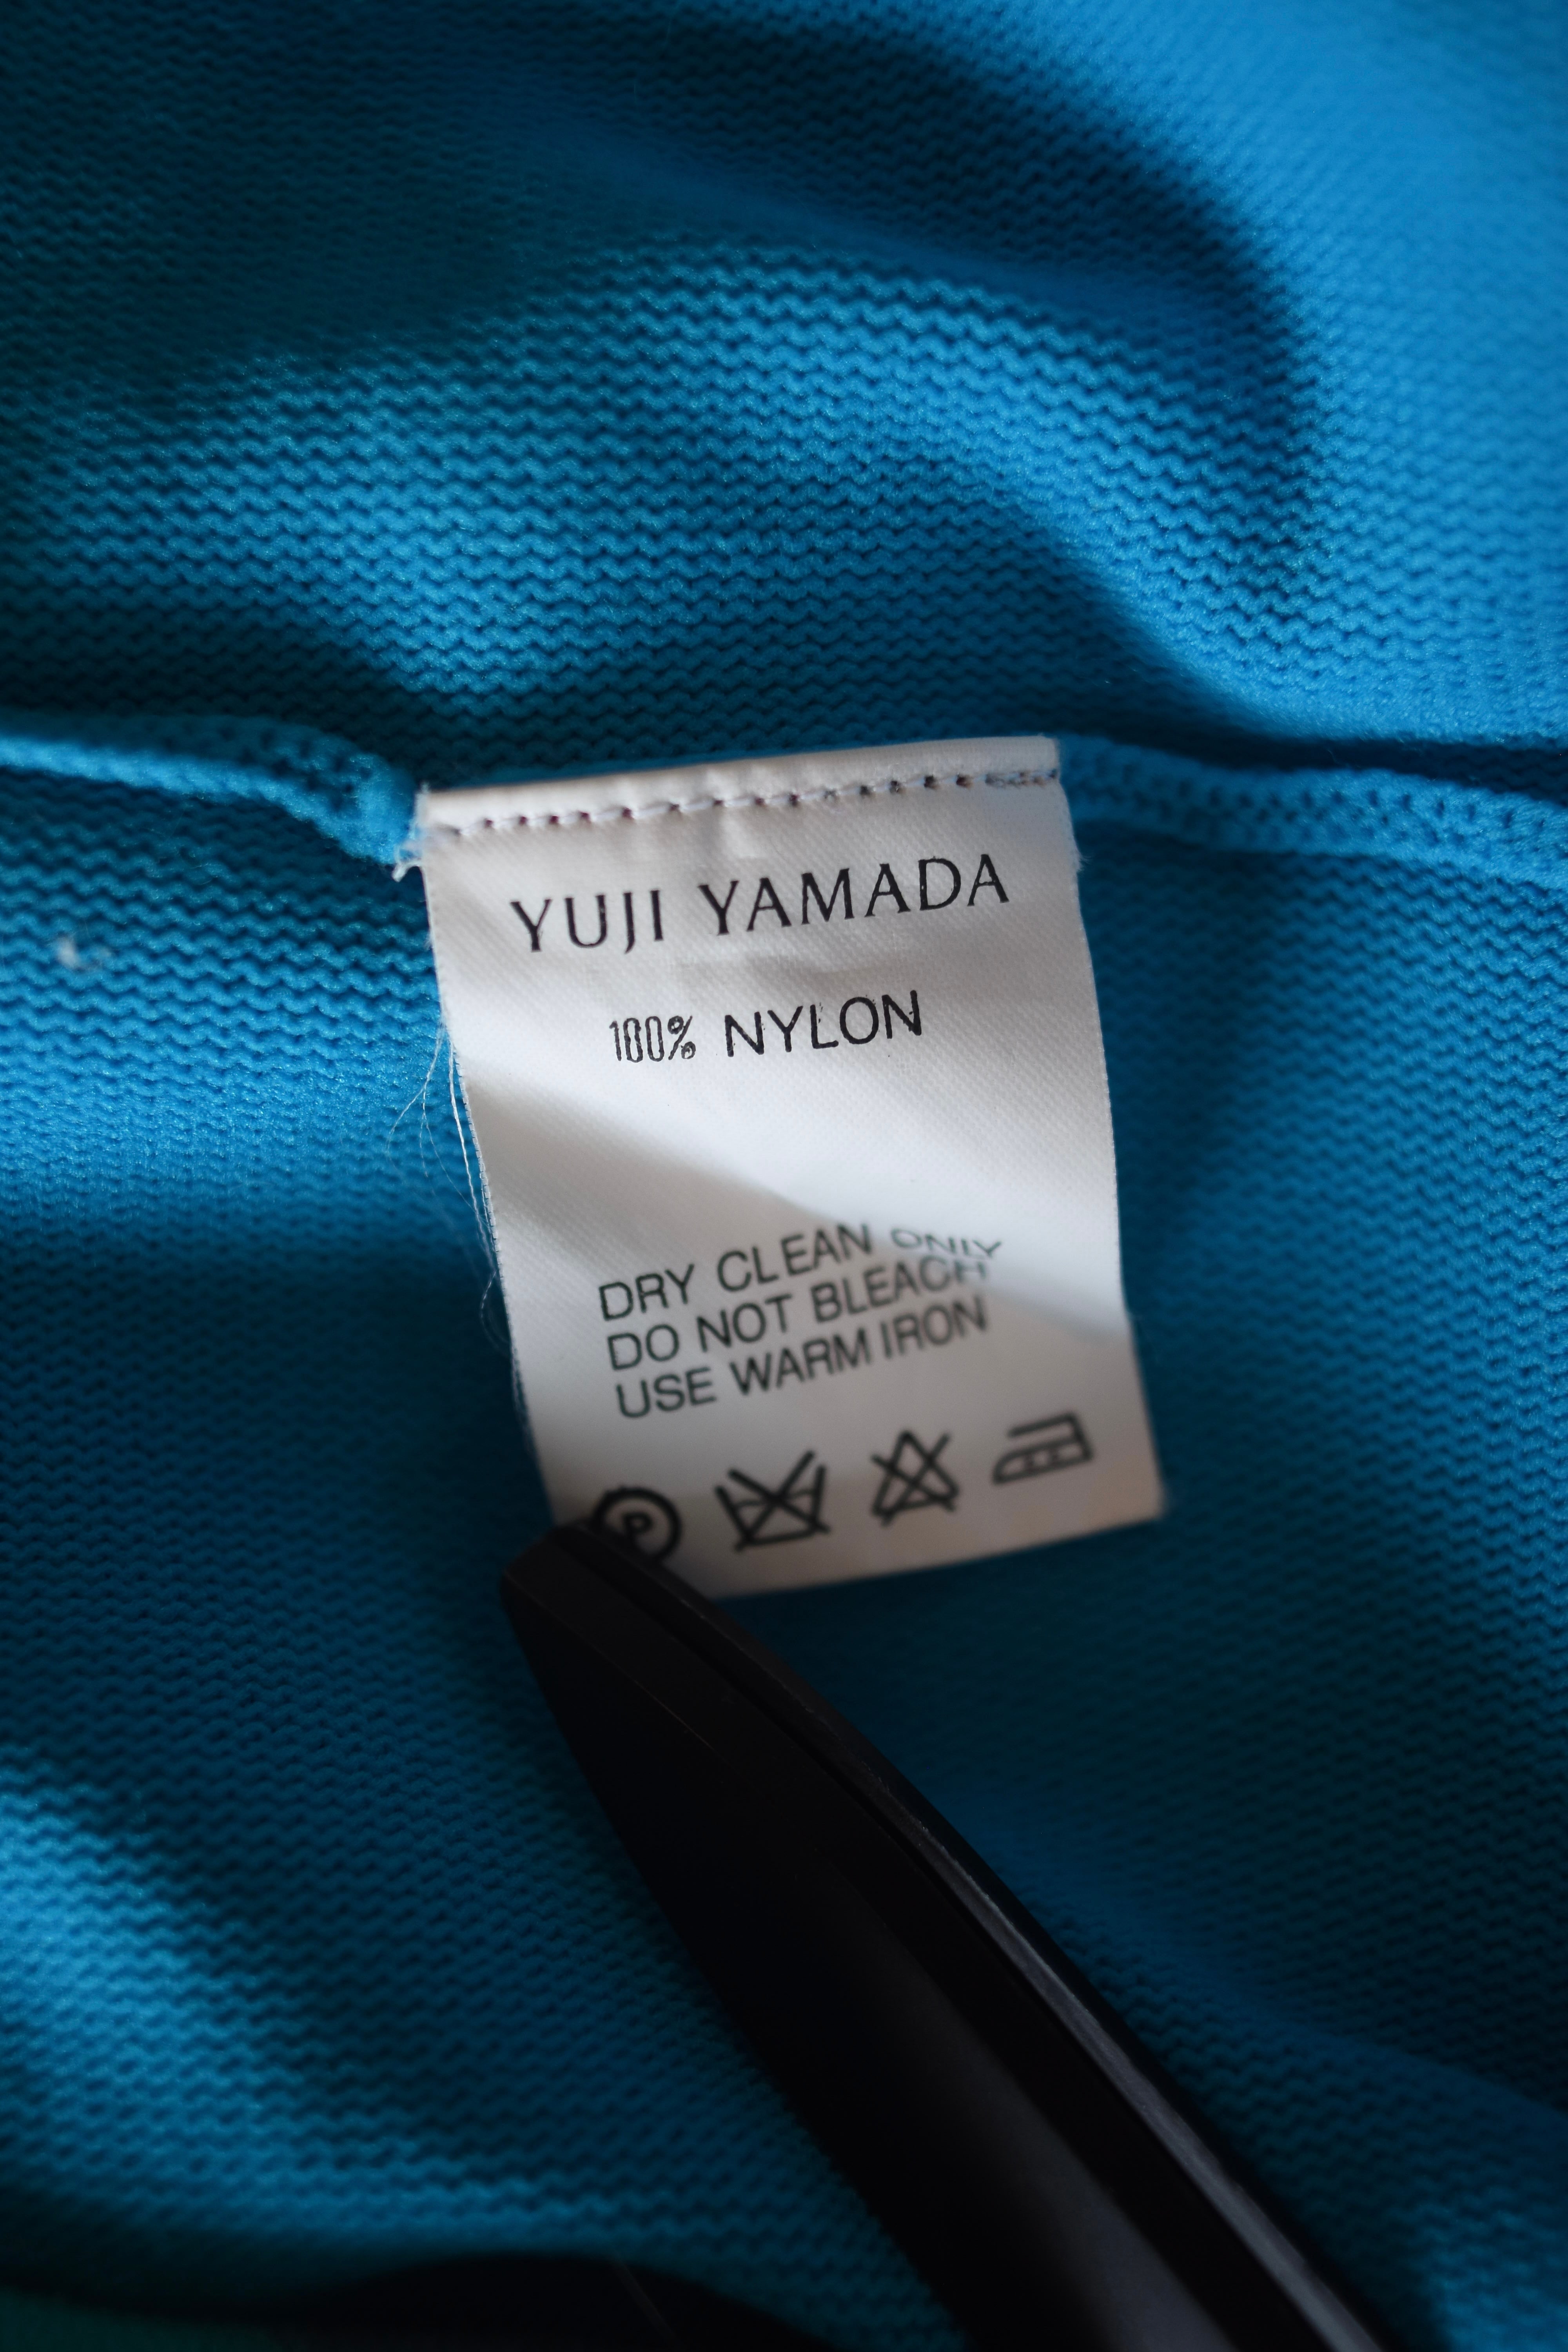 YUJI YAMADA
100% NYLON
DRY CLEAN ONLY
DO NOT BLEACH
USE WARM IRON
P